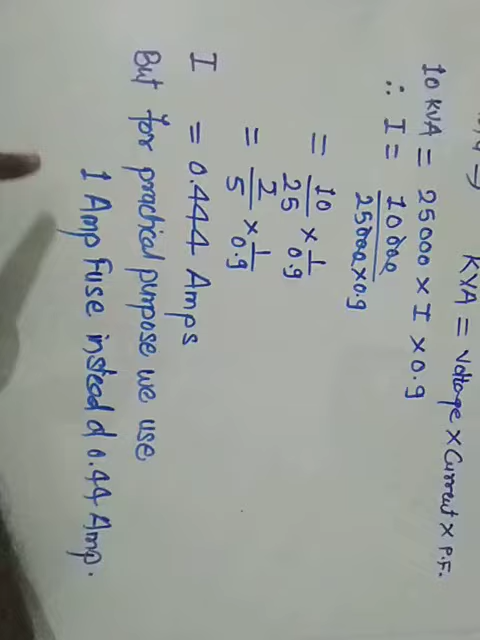 KVA = Voltage × Current × P.F.
10 KVA = 25000 × I × 0.9
∴ I = 10000 / 25000 × 0.9
= 10/25 × 1/0.9
= 2/5 × 1/0.9
I = 0.444 Amps
But for practical purpose we use
1 Amp Fuse instead of 0.44 Amp.